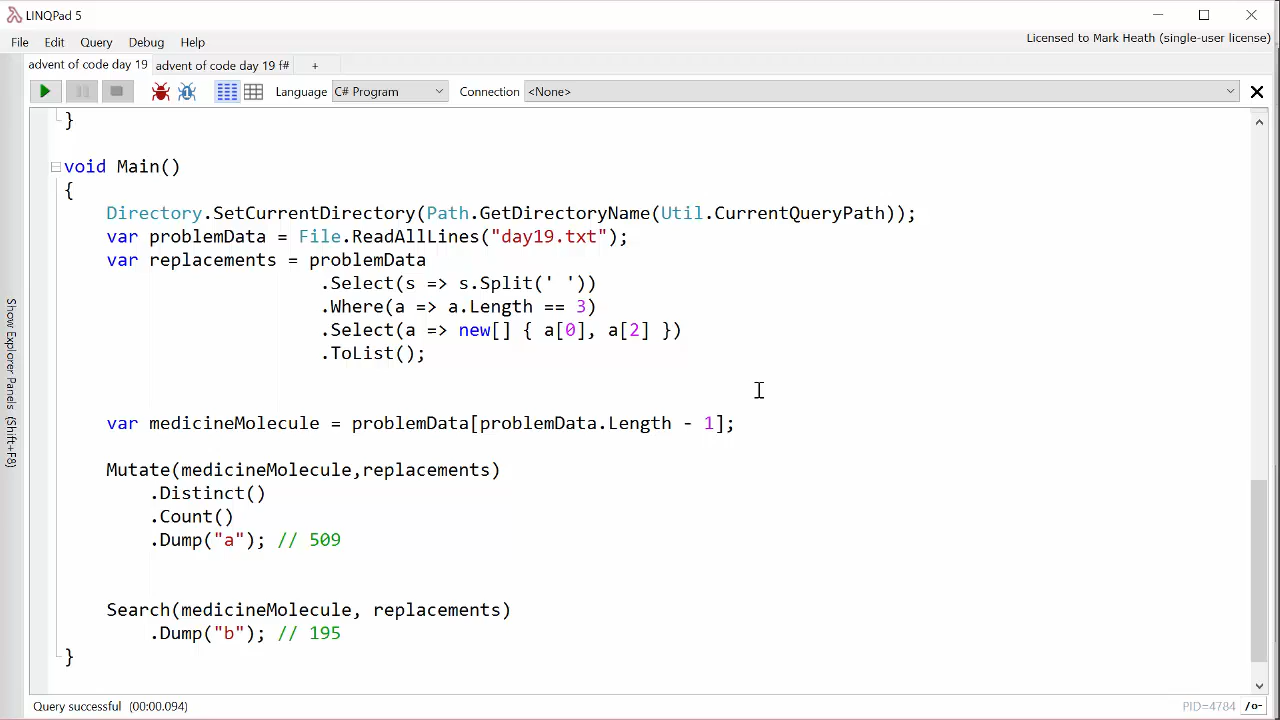 LINQPad 5
File Edit Query Debug Help
Licensed to Mark Heath (single-user license)
advent of code day 19 advent of code day 19 f# +
Language C# Program Connection <None>
}
void Main()
{
Directory.SetCurrentDirectory(Path.GetDirectoryName(Util.CurrentQueryPath));
var problemData = File.ReadAllLines("day19.txt");
var replacements = problemData
.Select(s => s.Split(' '))
.Where(a => a.Length == 3)
.Select(a => new[] { a[0], a[2] })
.ToList();
var medicineMolecule = problemData[problemData.Length - 1];
Mutate(medicineMolecule,replacements)
.Distinct()
.Count()
.Dump("a"); // 509
Search(medicineMolecule, replacements)
.Dump("b"); // 195
}
Show Explorer Panels (Shift+F8)
Query successful (00:00.094)
PID=4784 /o-